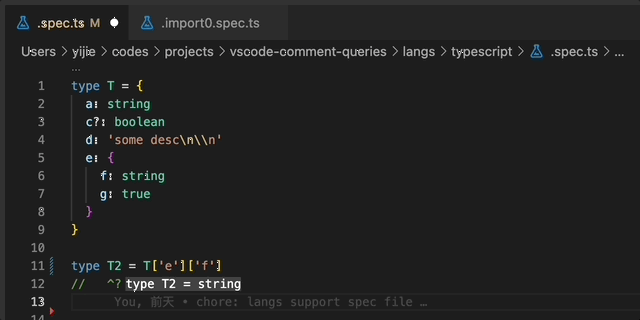 .spec.ts M
.import0.spec.ts
Users > yijie > codes > projects > vscode-comment-queries > langs > typescript > .spec.ts > ...
...
1 type T = {
2 a: string
3 c?: boolean
4 d: 'some desc\n\\n'
5 e: {
6 f: string
7 g: true
8 }
9 }
10
11 type T2 = T['e']['f']
12 // ^? type T2 = string
13 You, 前天 • chore: langs support spec file …
14